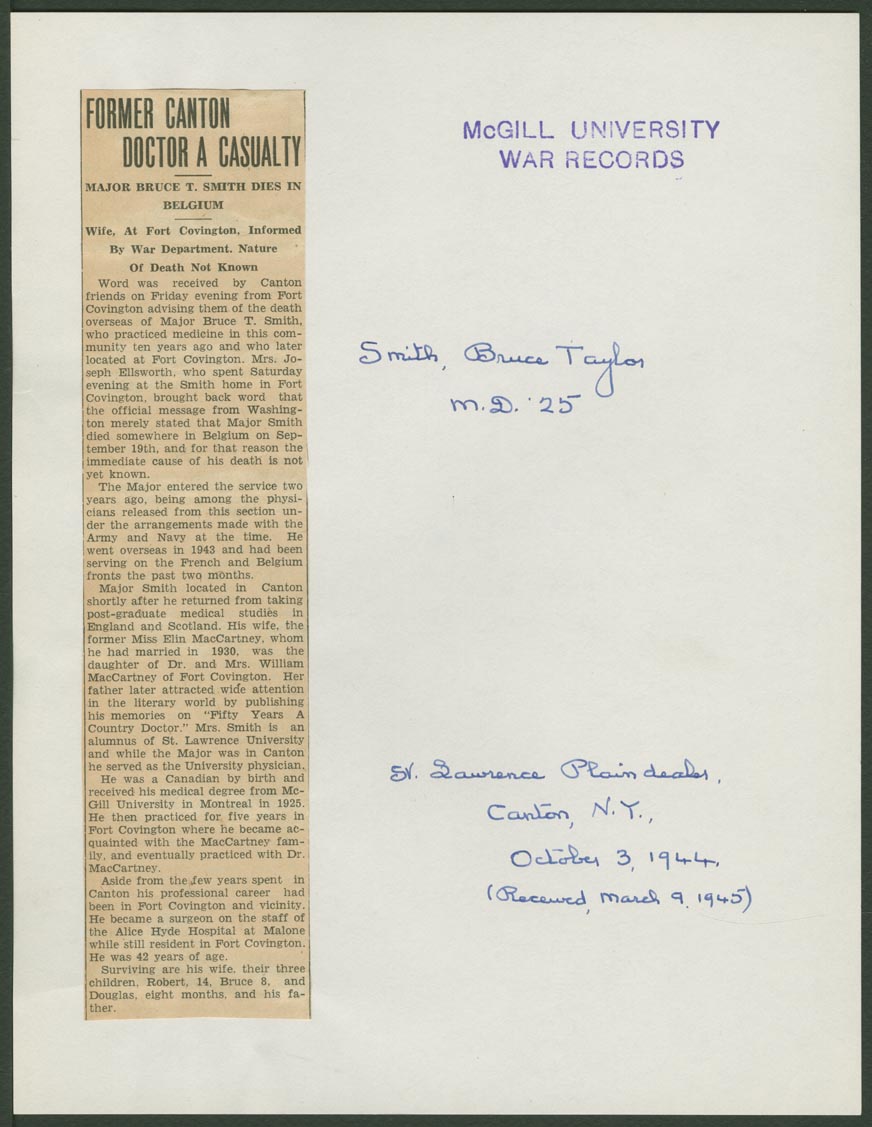 FORMER CANTON
DOCTOR A CASUALTY
MAJOR BRUCE T. SMITH DIES IN
BELGIUM
Wife, At Fort Covington, Informed
By War Department. Nature
Of Death Not Known
Word was received by Canton
friends on Friday evening from Fort
Covington advising them of the death
overseas of Major Bruce T. Smith,
who practiced medicine in this com-
munity ten years ago and who later
located at Fort Covington. Mrs. Jo-
seph Ellsworth, who spent Saturday
evening at the Smith home in Fort
Covington, brought back word that
the official message from Washing-
ton merely stated that Major Smith
died somewhere in Belgium on Sep-
tember 19th, and for that reason the
immediate cause of his death is not
yet known.
The Major entered the service two
years ago, being among the physi-
cians released from this section un-
der the arrangements made with the
Army and Navy at the time. He
went overseas in 1943 and had been
serving on the French and Belgium
fronts the past two months.
Major Smith located in Canton
shortly after he returned from taking
post-graduate medical studies in
England and Scotland. His wife, the
former Miss Elin MacCartney, whom
he had married in 1930, was the
daughter of Dr. and Mrs. William
MacCartney of Fort Covington. Her
father later attracted wide attention
in the literary world by publishing
his memories on "Fifty Years A
Country Doctor." Mrs. Smith is an
alumnus of St. Lawrence University
and while the Major was in Canton
he served as the University physician.
He was a Canadian by birth and
received his medical degree from Mc-
Gill University in Montreal in 1925.
He then practiced for five years in
Fort Covington where he became ac-
quainted with the MacCartney fam-
ily, and eventually practiced with Dr.
MacCartney.
Aside from the few years spent in
Canton his professional career had
been in Fort Covington and vicinity.
He became a surgeon on the staff of
the Alice Hyde Hospital at Malone
while still resident in Fort Covington.
He was 42 years of age.
Surviving are his wife, their three
children, Robert, 14, Bruce 8, and
Douglas, eight months, and his fa-
ther.
McGILL UNIVERSITY
WAR RECORDS
Smith, Bruce Taylor
M.D. '25
St. Lawrence Plaindealer,
Canton, N.Y.,
October 3, 1944.
(Received, March 9, 1945)